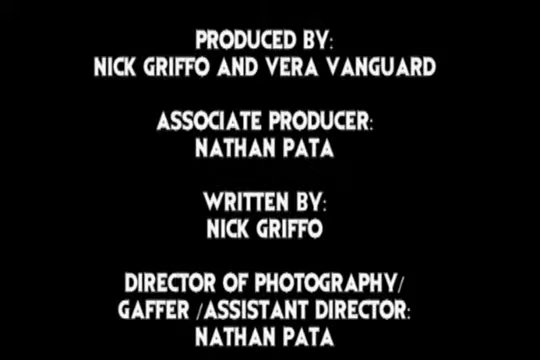 PRODUCED BY:
NICK GRIFFO AND VERA VANGUARD
ASSOCIATE PRODUCER:
NATHAN PATA
WRITTEN BY:
NICK GRIFFO
DIRECTOR OF PHOTOGRAPHY/
GAFFER /ASSISTANT DIRECTOR:
NATHAN PATA